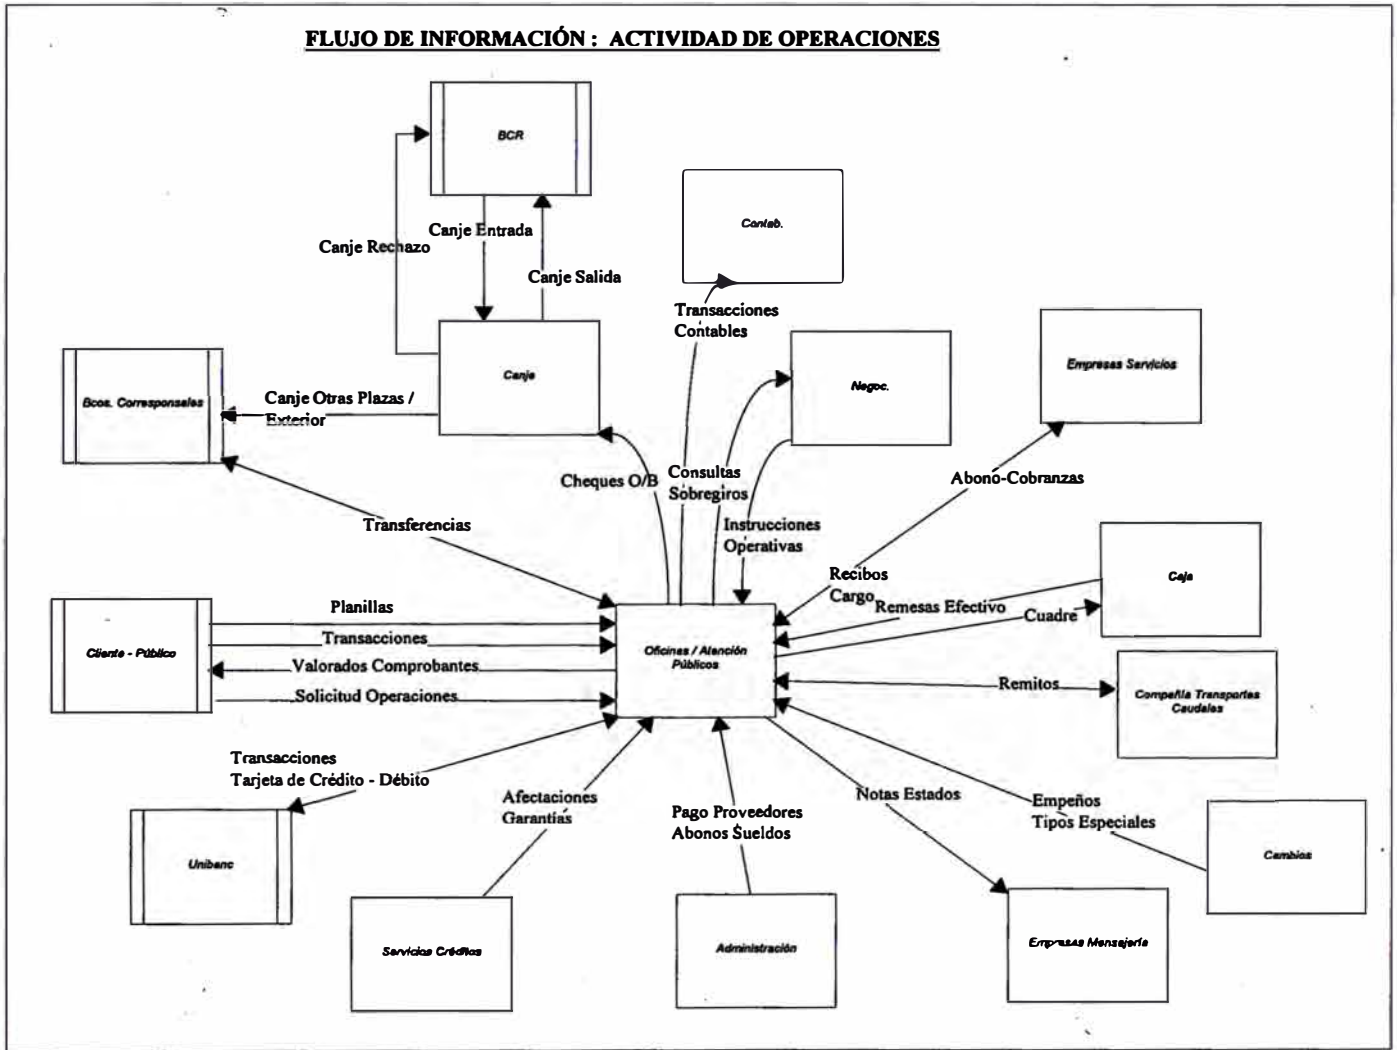 FLUJO DE INFORMACIÓN : ACTIVIDAD DE OPERACIONES
BCR
Canje Rechazo
Canje Entrada
Canje Salida
Contab.
Transacciones
Contables
Canje
Negoc.
Empresas Servicios
Bcos. Corresponsales
Canje Otras Plazas /
Exterior
Cheques O/B
Consultas
Sobregiros
Abono-Cobranzas
Transferencias
Instrucciones
Operativas
Recibos
Cargo
Caja
Remesas Efectivo
Cuadre
Planillas
Transacciones
Cliente - Público
Valorados Comprobantes
Solicitud Operaciones
Oficinas / Atención
Públicos
Remitos
Compañía Transportes
Caudales
Transacciones
Tarjeta de Crédito - Débito
Afectaciones
Garantías
Pago Proveedores
Abonos Sueldos
Notas Estados
Empeños
Tipos Especiales
Unibanc
Cambios
Servicios Créditos
Administración
Empresas Mensajería